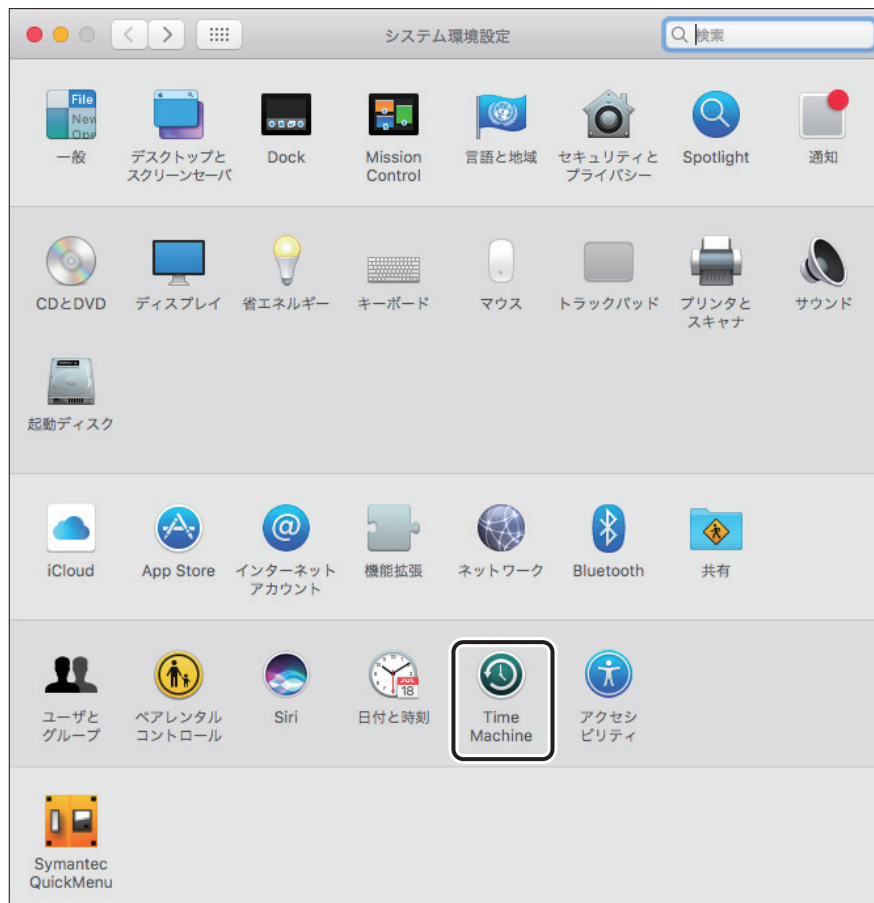 システム環境設定
検索
File
New
Ope
一般
デスクトップと
スクリーンセーバ
Dock
Mission
Control
言語と地域
セキュリティと
プライバシー
Spotlight
通知
CDとDVD
ディスプレイ
省エネルギー
キーボード
マウス
トラックパッド
プリンタと
スキャナ
サウンド
起動ディスク
iCloud
App Store
インターネット
アカウント
機能拡張
ネットワーク
Bluetooth
共有
ユーザと
グループ
ペアレンタル
コントロール
Siri
JUL
18
日付と時刻
Time
Machine
アクセシ
ビリティ
Symantec
QuickMenu